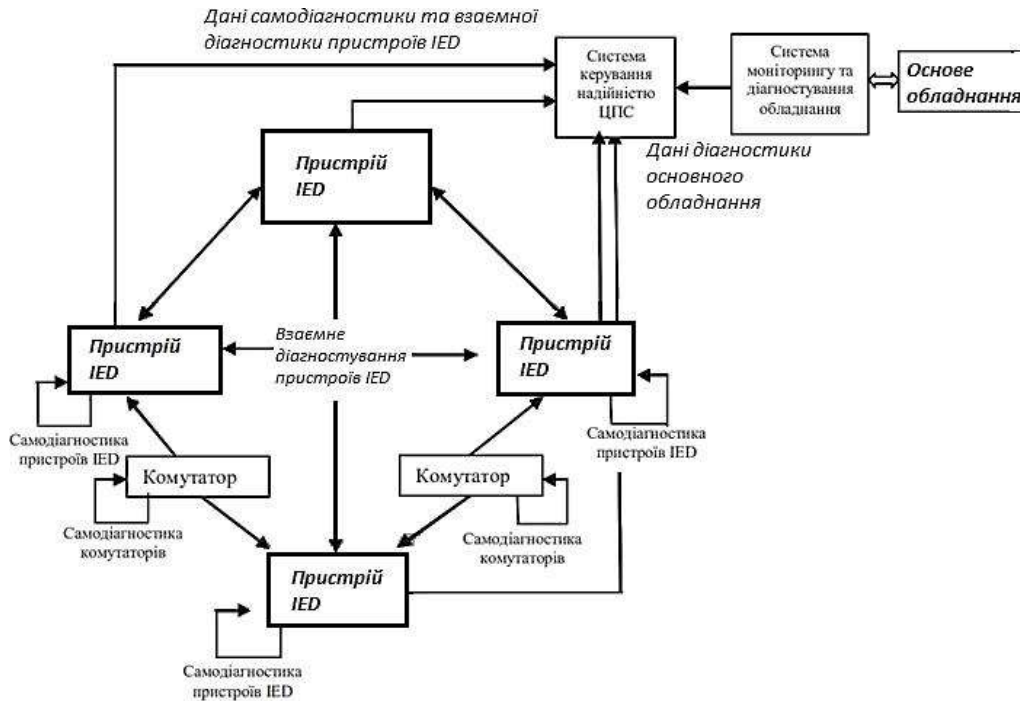 Дані самодіагностики та взаємної
діагностики пристроїв IED
Система
керування
надійністю
ЦПС
Система
моніторингу та
діагностування
обладнання
Основе
обладнання
Дані діагностики
основного
обладнання
Пристрій
IED
Пристрій
IED
Взаємне
діагностування
пристроїв IED
Пристрій
IED
Самодіагностика
пристроїв IED
Самодіагностика
пристроїв IED
Комутатор
Комутатор
Самодіагностика
комутаторів
Самодіагностика
комутаторів
Пристрій
IED
Самодіагностика
пристроїв IED